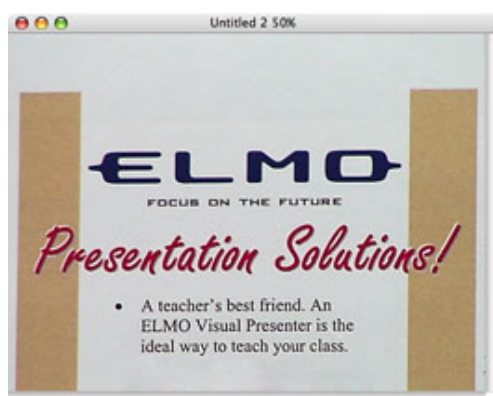 Untitled 2 50%
ELMO
FOCUS ON THE FUTURE
Presentation Solutions!
• A teacher's best friend. An
ELMO Visual Presenter is the
ideal way to teach your class.